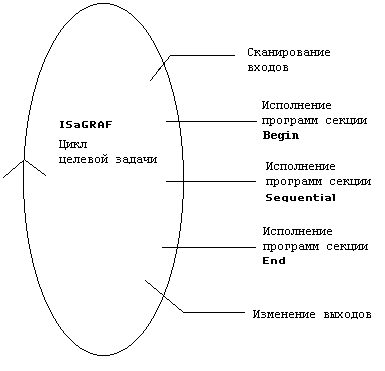 Сканирование
входов
Исполнение
программ секции
Begin
ISaGRAF
Цикл
целевой задачи
Исполнение
программ секции
Sequential
Исполнение
программ секции
End
Изменение выходов